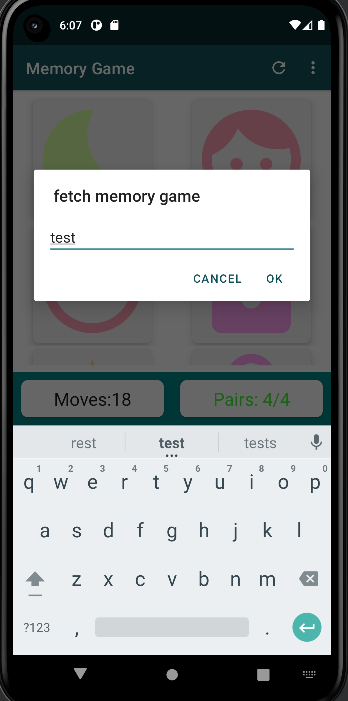 6:07
Memory Game
fetch memory game
test
CANCEL OK
Moves:18 Pairs: 4/4
rest test tests
1 2 3 4 5 6 7 8 9 0
q w e r t y u i o p
a s d f g h j k l
z x c v b n m
?123 , .